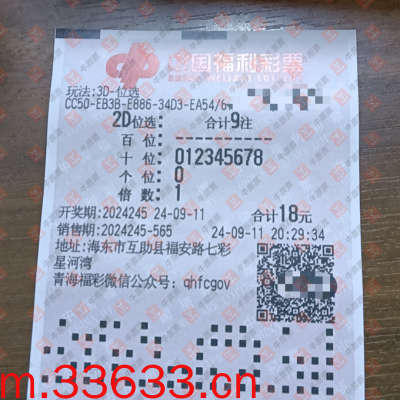 中国福利彩票
玩法:3D-位选
CC50-EB3B-E886-34D3-EA54/6
2D位选: 合计9注
百 位: - - - - - - - - - -
十 位: 012345678
个 位: 0
倍 数: 1
开奖期:2024245 24-09-11 合计18元
销售期:2024245-565 24-09-11 20:29:34
地址:海东市互助县福安路七彩
星河湾
青海福彩微信公众号: qhfcgov
m.33633.cn